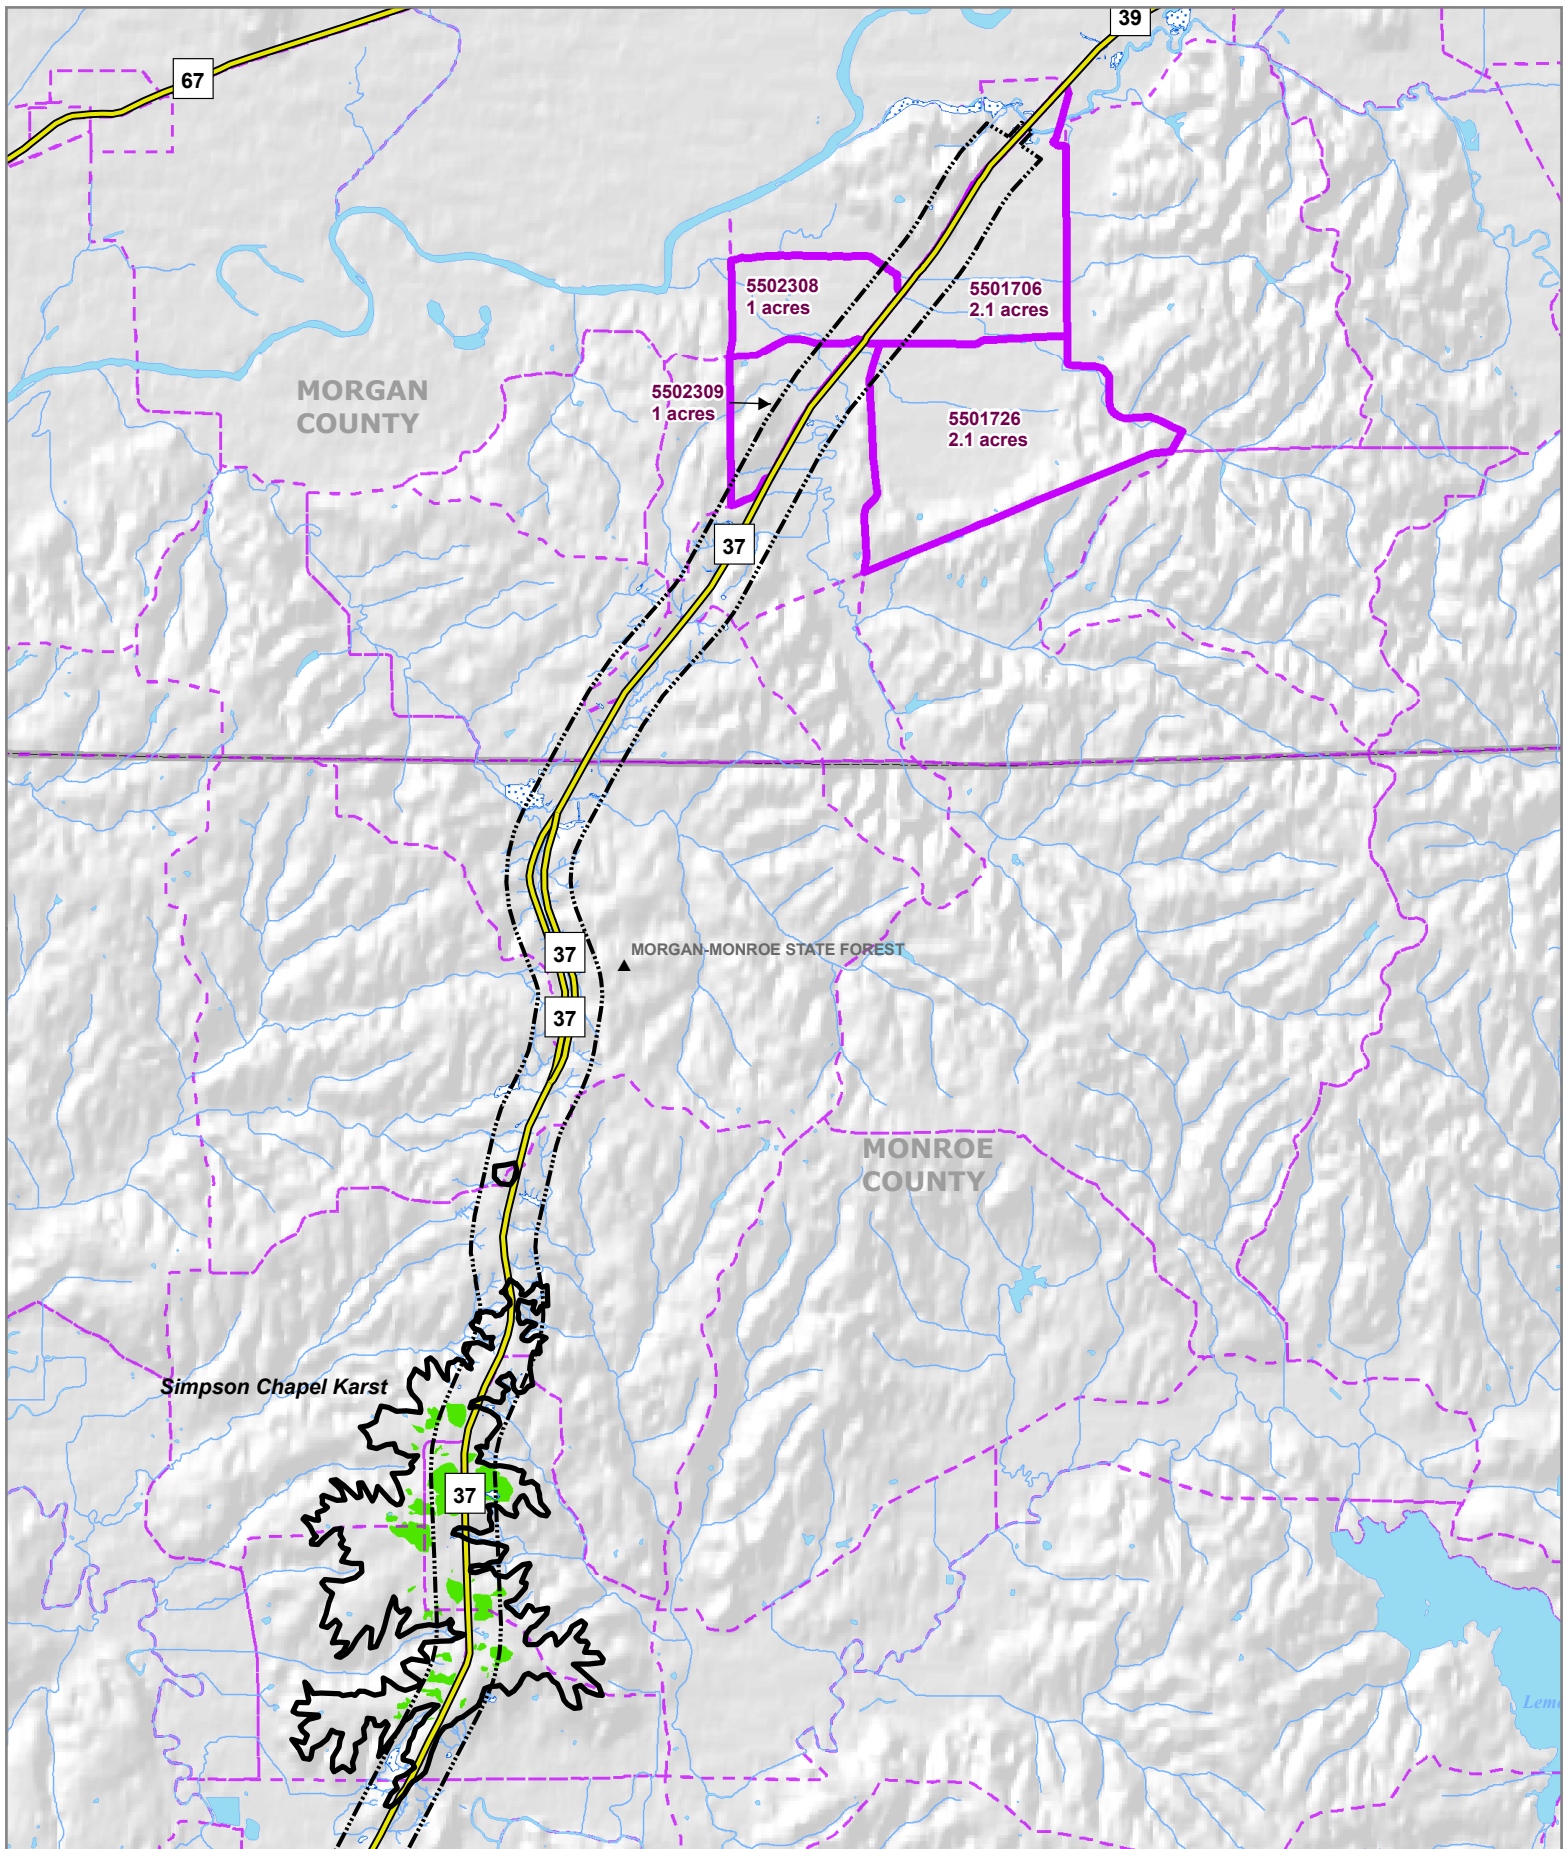 39
67
5502308
1 acres
5501706
2.1 acres
MORGAN
COUNTY
5502309
1 acres
5501726
2.1 acres
37
37
MORGAN-MONROE STATE FOREST
37
MONROE
COUNTY
Simpson Chapel Karst
37
Lem